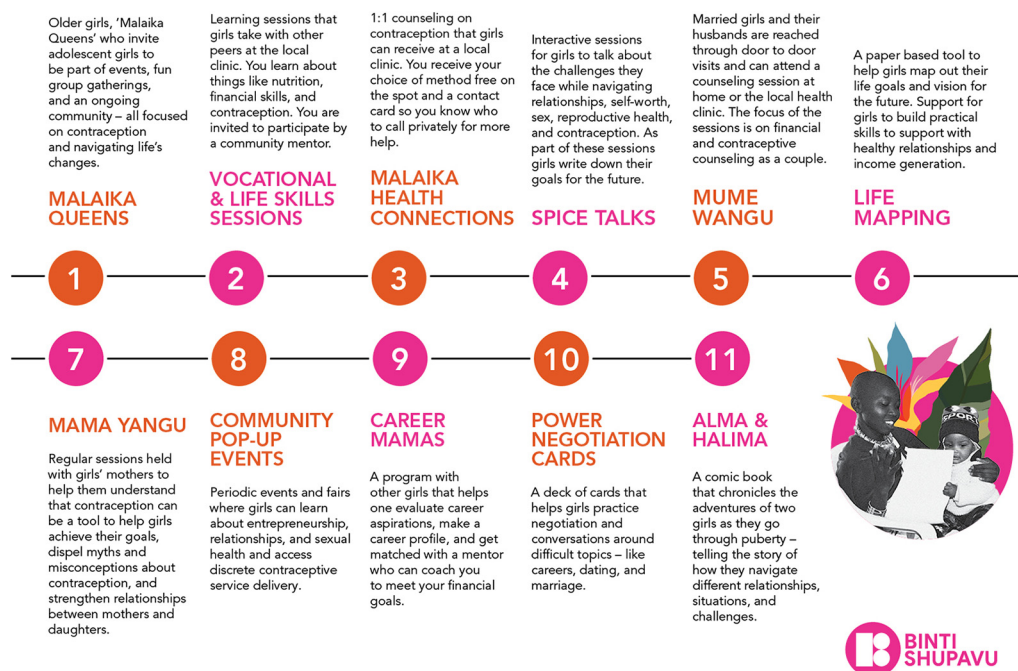 Older girls, ‘Malaika
Queens’ who invite
adolescent girls to
be part of events, fun
group gatherings,
and an ongoing
community – all focused
on contraception
and navigating life’s
changes.
MALAIKA
QUEENS
1
Learning sessions that
girls take with other
peers at the local
clinic. You learn about
things like nutrition,
financial skills, and
contraception. You are
invited to participate by
a community mentor.
VOCATIONAL
& LIFE SKILLS
SESSIONS
2
1:1 counseling on
contraception that girls
can receive at a local
clinic. You receive your
choice of method free on
the spot and a contact
card so you know who
to call privately for more
help.
MALAIKA
HEALTH
CONNECTIONS
3
Interactive sessions
for girls to talk about
the challenges they
face while navigating
relationships, self-worth,
sex, reproductive health,
and contraception. As
part of these sessions
girls write down their
goals for the future.
SPICE TALKS
4
Married girls and their
husbands are reached
through door to door
visits and can attend a
counseling session at
home or the local health
clinic. The focus of the
sessions is on financial
and contraceptive
counseling as a couple.
MUME
WANGU
5
A paper based tool to
help girls map out their
life goals and vision for
the future. Support for
girls to build practical
skills to support with
healthy relationships and
income generation.
LIFE
MAPPING
6
7
MAMA YANGU
Regular sessions held
with girls’ mothers to
help them understand
that contraception can
be a tool to help girls
achieve their goals,
dispel myths and
misconceptions about
contraception, and
strengthen relationships
between mothers and
daughters.
8
COMMUNITY
POP-UP
EVENTS
Periodic events and fairs
where girls can learn
about entrepreneurship,
relationships, and sexual
health and access
discrete contraceptive
service delivery.
9
CAREER
MAMAS
A program with
other girls that helps
one evaluate career
aspirations, make a
career profile, and get
matched with a mentor
who can coach you
to meet your financial
goals.
10
POWER
NEGOTIATION
CARDS
A deck of cards that
helps girls practice
negotiation and
conversations around
difficult topics – like
careers, dating, and
marriage.
11
ALMA &
HALIMA
A comic book
that chronicles the
adventures of two
girls as they go
through puberty –
telling the story of
how they navigate
different relationships,
situations, and
challenges.
BINTI
SHUPAVU